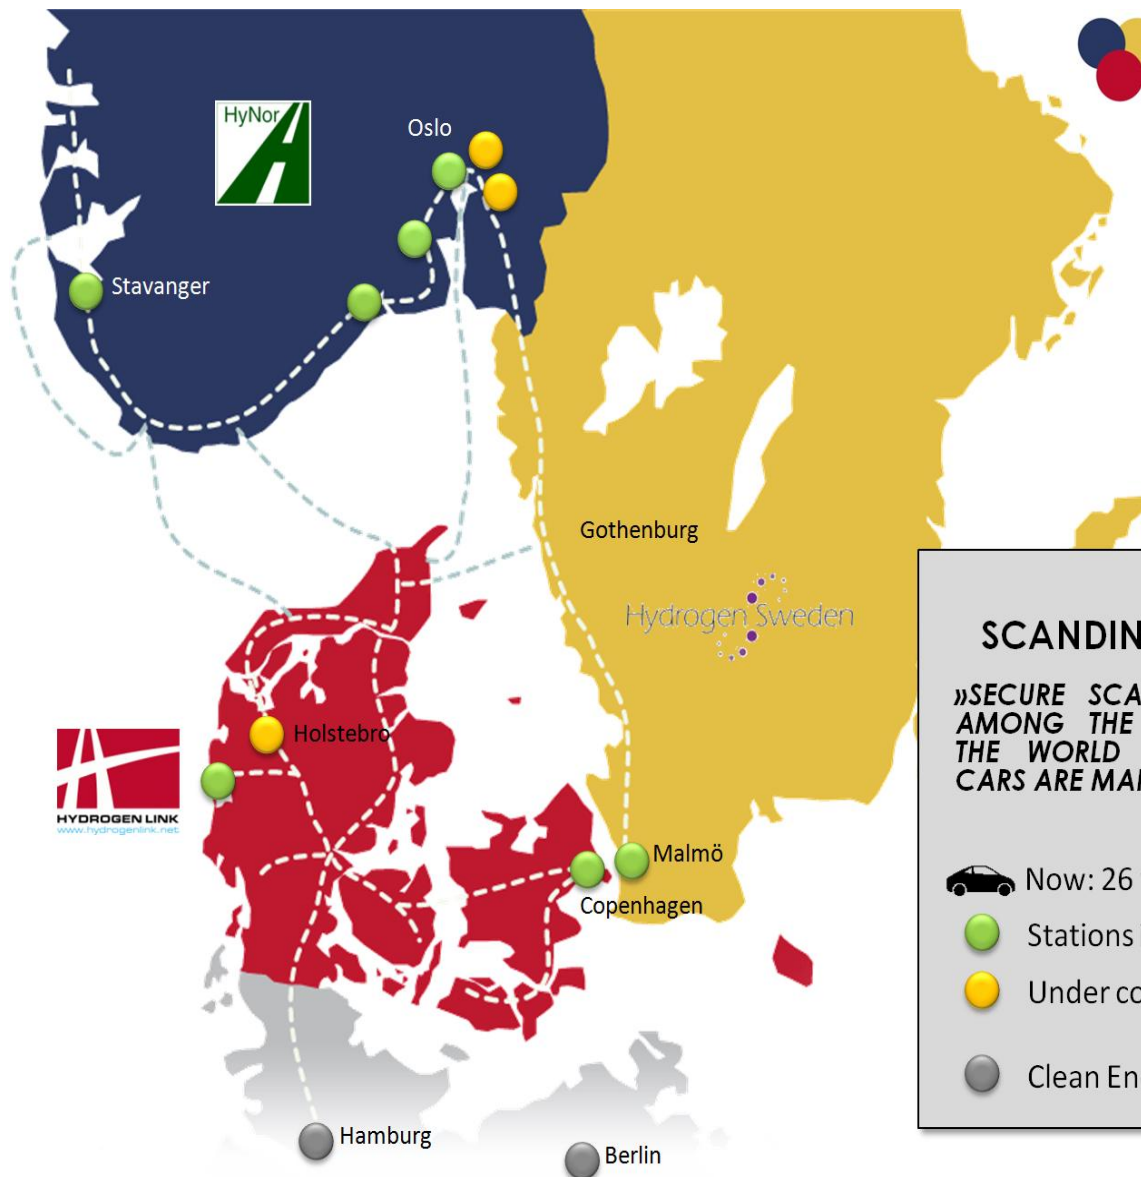 HyNor
Oslo
Stavanger
Gothenburg
Hydrogen Sweden
Holstebro
HYDROGEN LINK
www.hydrogenlink.net
Malmö
Copenhagen
Hamburg
Berlin
SCANDIN
»SECURE SCA
AMONG THE
THE WORLD
CARS ARE MA
Now: 26
Stations
Under co
Clean En